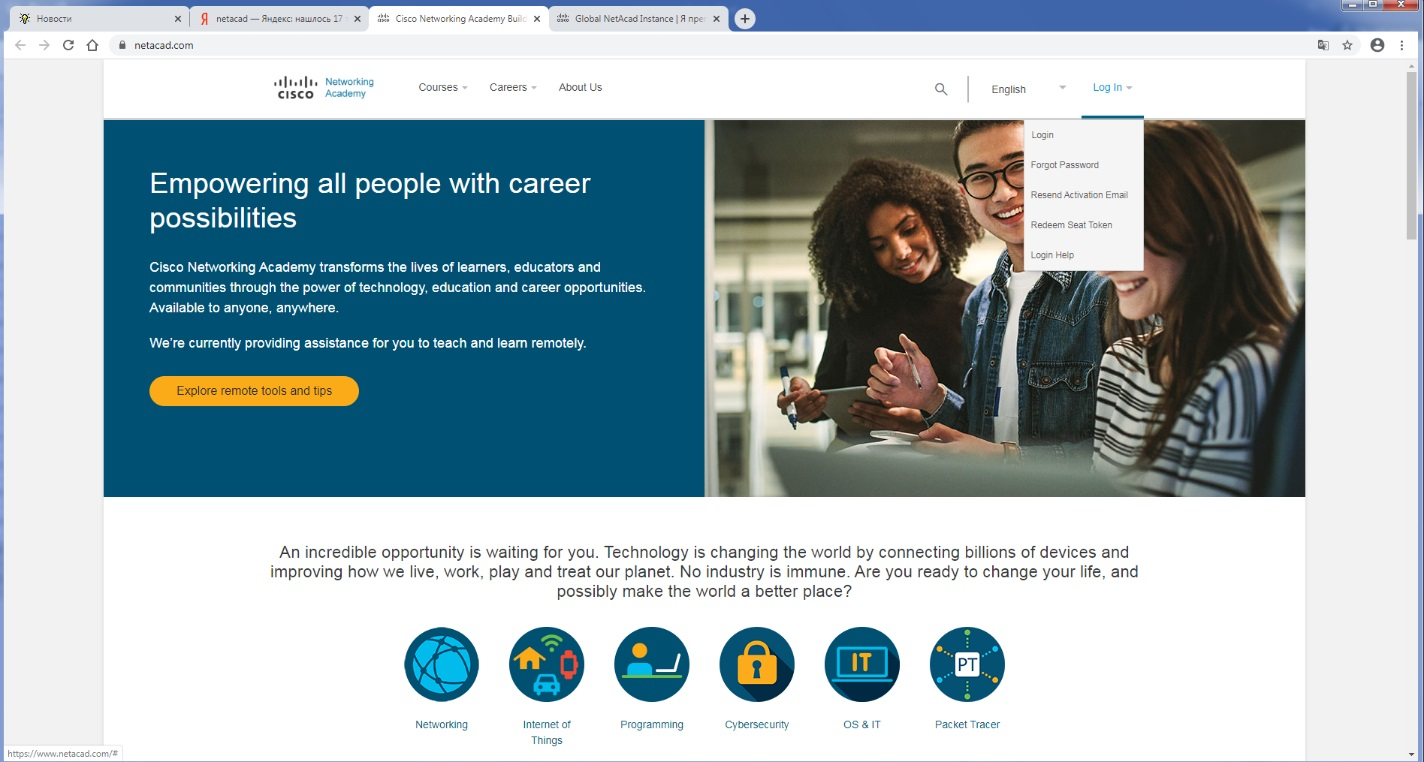 Новости
netacad — Яндекс: нашлось 17
Cisco Networking Academy Build
Global NetAcad Instance | Я пре
netacad.com
CISCO
Networking
Academy
Courses
Careers
About Us
English
Log In
Login
Forgot Password
Resend Activation Email
Redeem Seat Token
Login Help
Empowering all people with career
possibilities
Cisco Networking Academy transforms the lives of learners, educators and
communities through the power of technology, education and career opportunities.
Available to anyone, anywhere.
We're currently providing assistance for you to teach and learn remotely.
Explore remote tools and tips
An incredible opportunity is waiting for you. Technology is changing the world by connecting billions of devices and
improving how we live, work, play and treat our planet. No industry is immune. Are you ready to change your life, and
possibly make the world a better place?
IT
PT
Networking
Internet of
Things
Programming
Cybersecurity
OS & IT
Packet Tracer
https://www.netacad.com/#